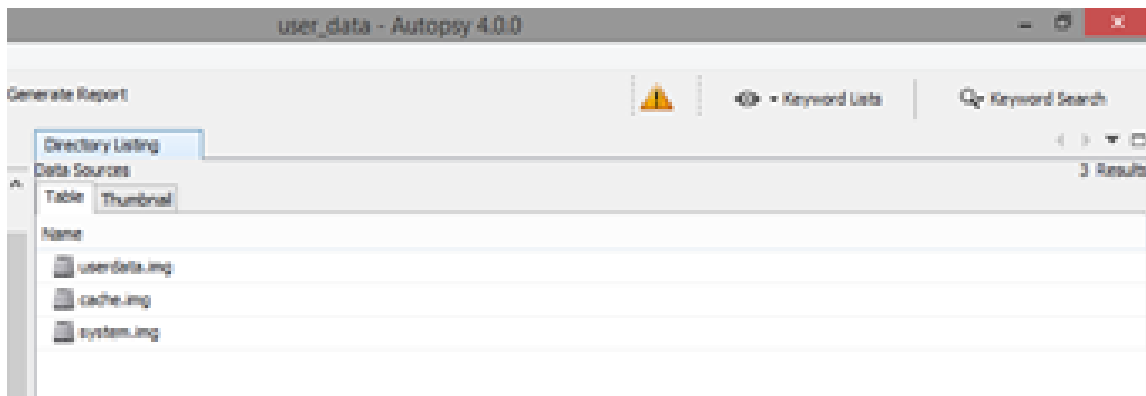 user_data - Autopsy 4.0.0
Generate Report
Keyword Lists
Keyword Search
Directory Listing
Data Sources
3 Results
Table Thumbnail
Name
userdata.img
cache.img
system.img